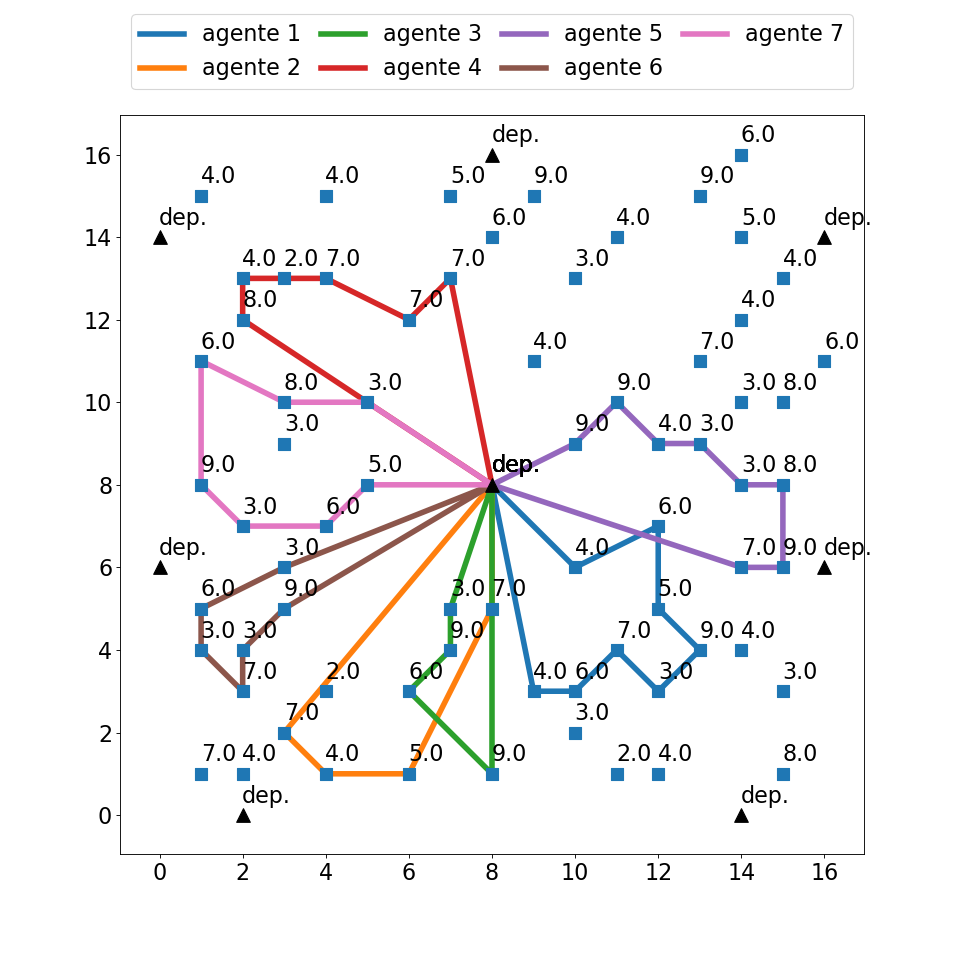 agente 1 agente 3 agente 5 agente 7
agente 2 agente 4 agente 6
6.0
dep.
16
4.0 4.0 5.0 9.0 9.0
dep. 6.0 4.0 5.0 dep.
14
4.0 2.0 7.0 7.0 3.0 4.0
8.0 7.0 4.0
12
6.0 4.0 7.0 6.0
8.0 3.0 9.0 3.0 8.0
10
3.0 9.0 4.0 3.0
9.0 dep. 3.0 8.0
8
3.0 6.0 5.0 6.0
dep. 3.0 4.0 7.0 9.0 dep.
6
6.0 9.0 3.0 7.0 5.0
3.0 3.0 9.0 7.0 9.0 4.0
4
7.0 2.0 6.0 4.0 6.0 3.0 3.0
7.0 3.0
2
7.0 4.0 4.0 5.0 9.0 2.0 4.0 8.0
dep. dep.
0
0 2 4 6 8 10 12 14 16